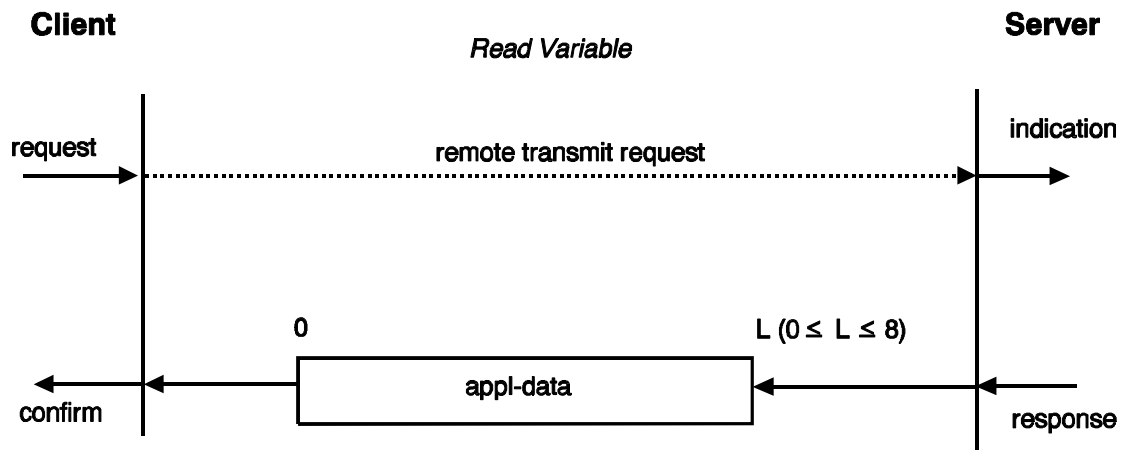 Client
Server
Read Variable
request
remote transmit request
indication
0
L (0 ≤ L ≤ 8)
appl-data
confirm
response